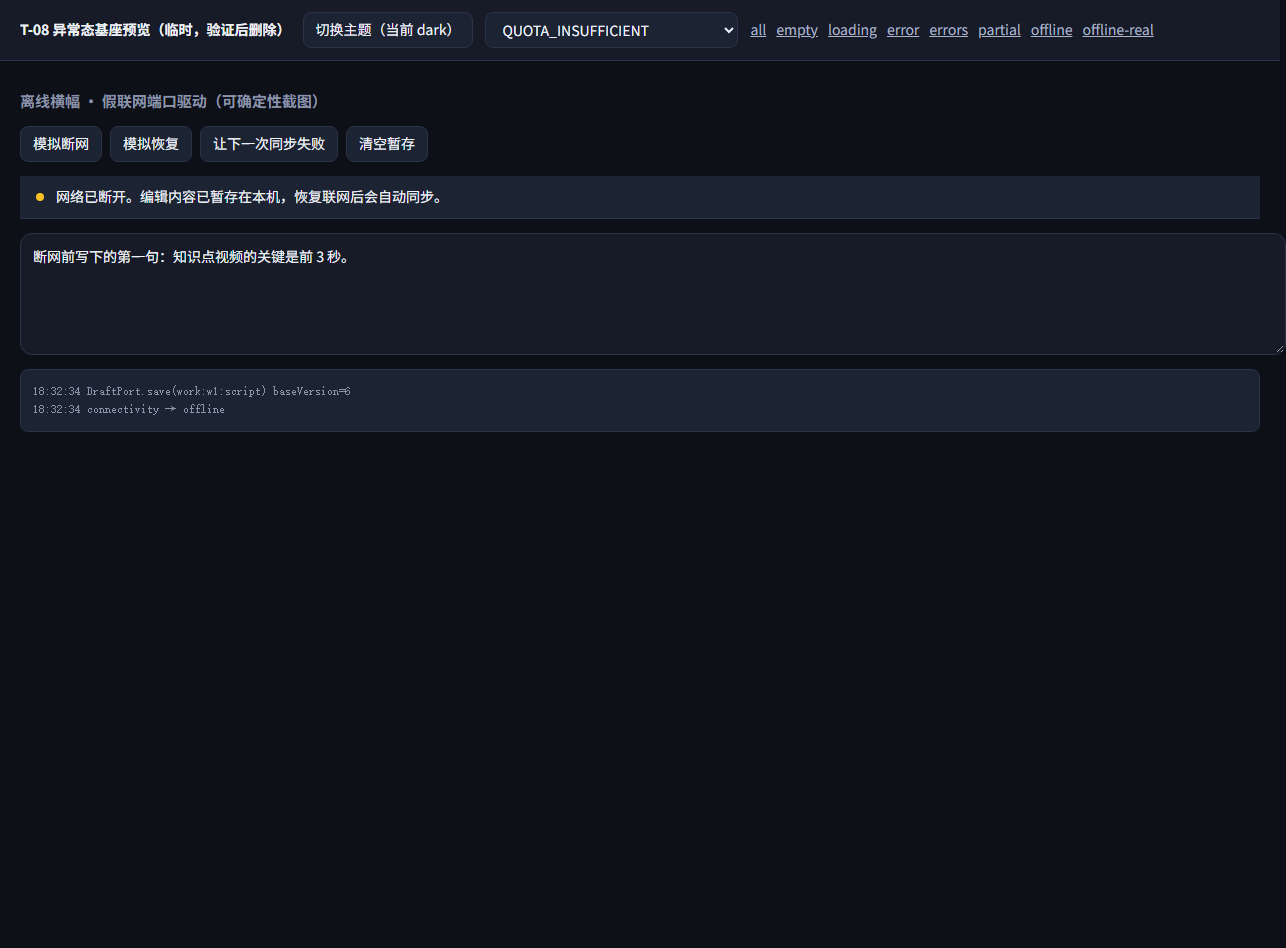 T-08 异常态基座预览（临时，验证后删除） 切换主题（当前 dark） QUOTA_INSUFFICIENT all empty loading error errors partial offline offline-real
离线横幅 · 假联网端口驱动（可确定性截图）
模拟断网 模拟恢复 让下一次同步失败 清空暂存
网络已断开。编辑内容已暂存在本机，恢复联网后会自动同步。
断网前写下的第一句：知识点视频的关键是前 3 秒。
18:32:34 DraftPort.save(work:w1:script) baseVersion=6
18:32:34 connectivity → offline